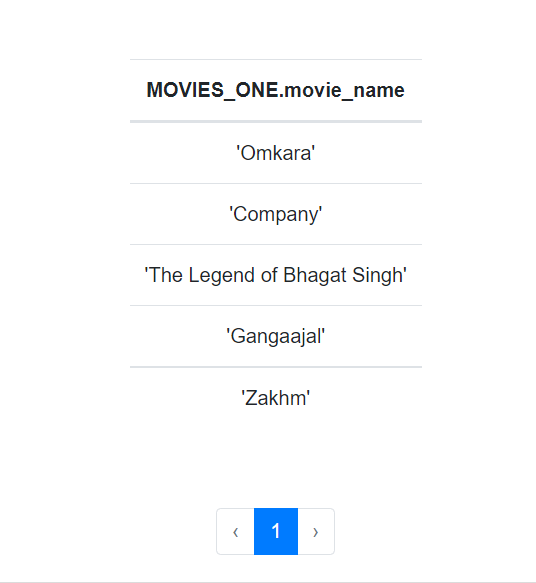 MOVIES_ONE.movie_name
'Omkara'
'Company'
'The Legend of Bhagat Singh'
'Gangaajal'
'Zakhm'
‹ 1 ›